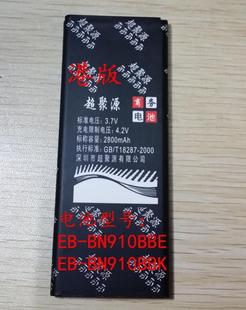 港版
超聚源
商务
电池
标准电压: 3.7V
充电限制电压: 4.2V
标称容量: 2800mAh
执行标准: GB/T18287-2000
深圳市超聚源有限公司
电池型号:
EB-BN910BBE
EB-BN910BBK